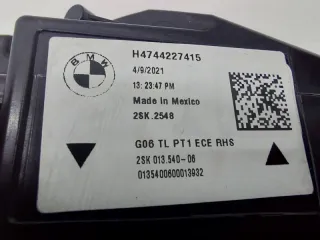 BMW
H4744227415
4/9/2021
13:23:47 PM
Made in Mexico
2SK.2548
G06 TL PT1 ECE RHS
2SK 013.540-06
0135400600013932